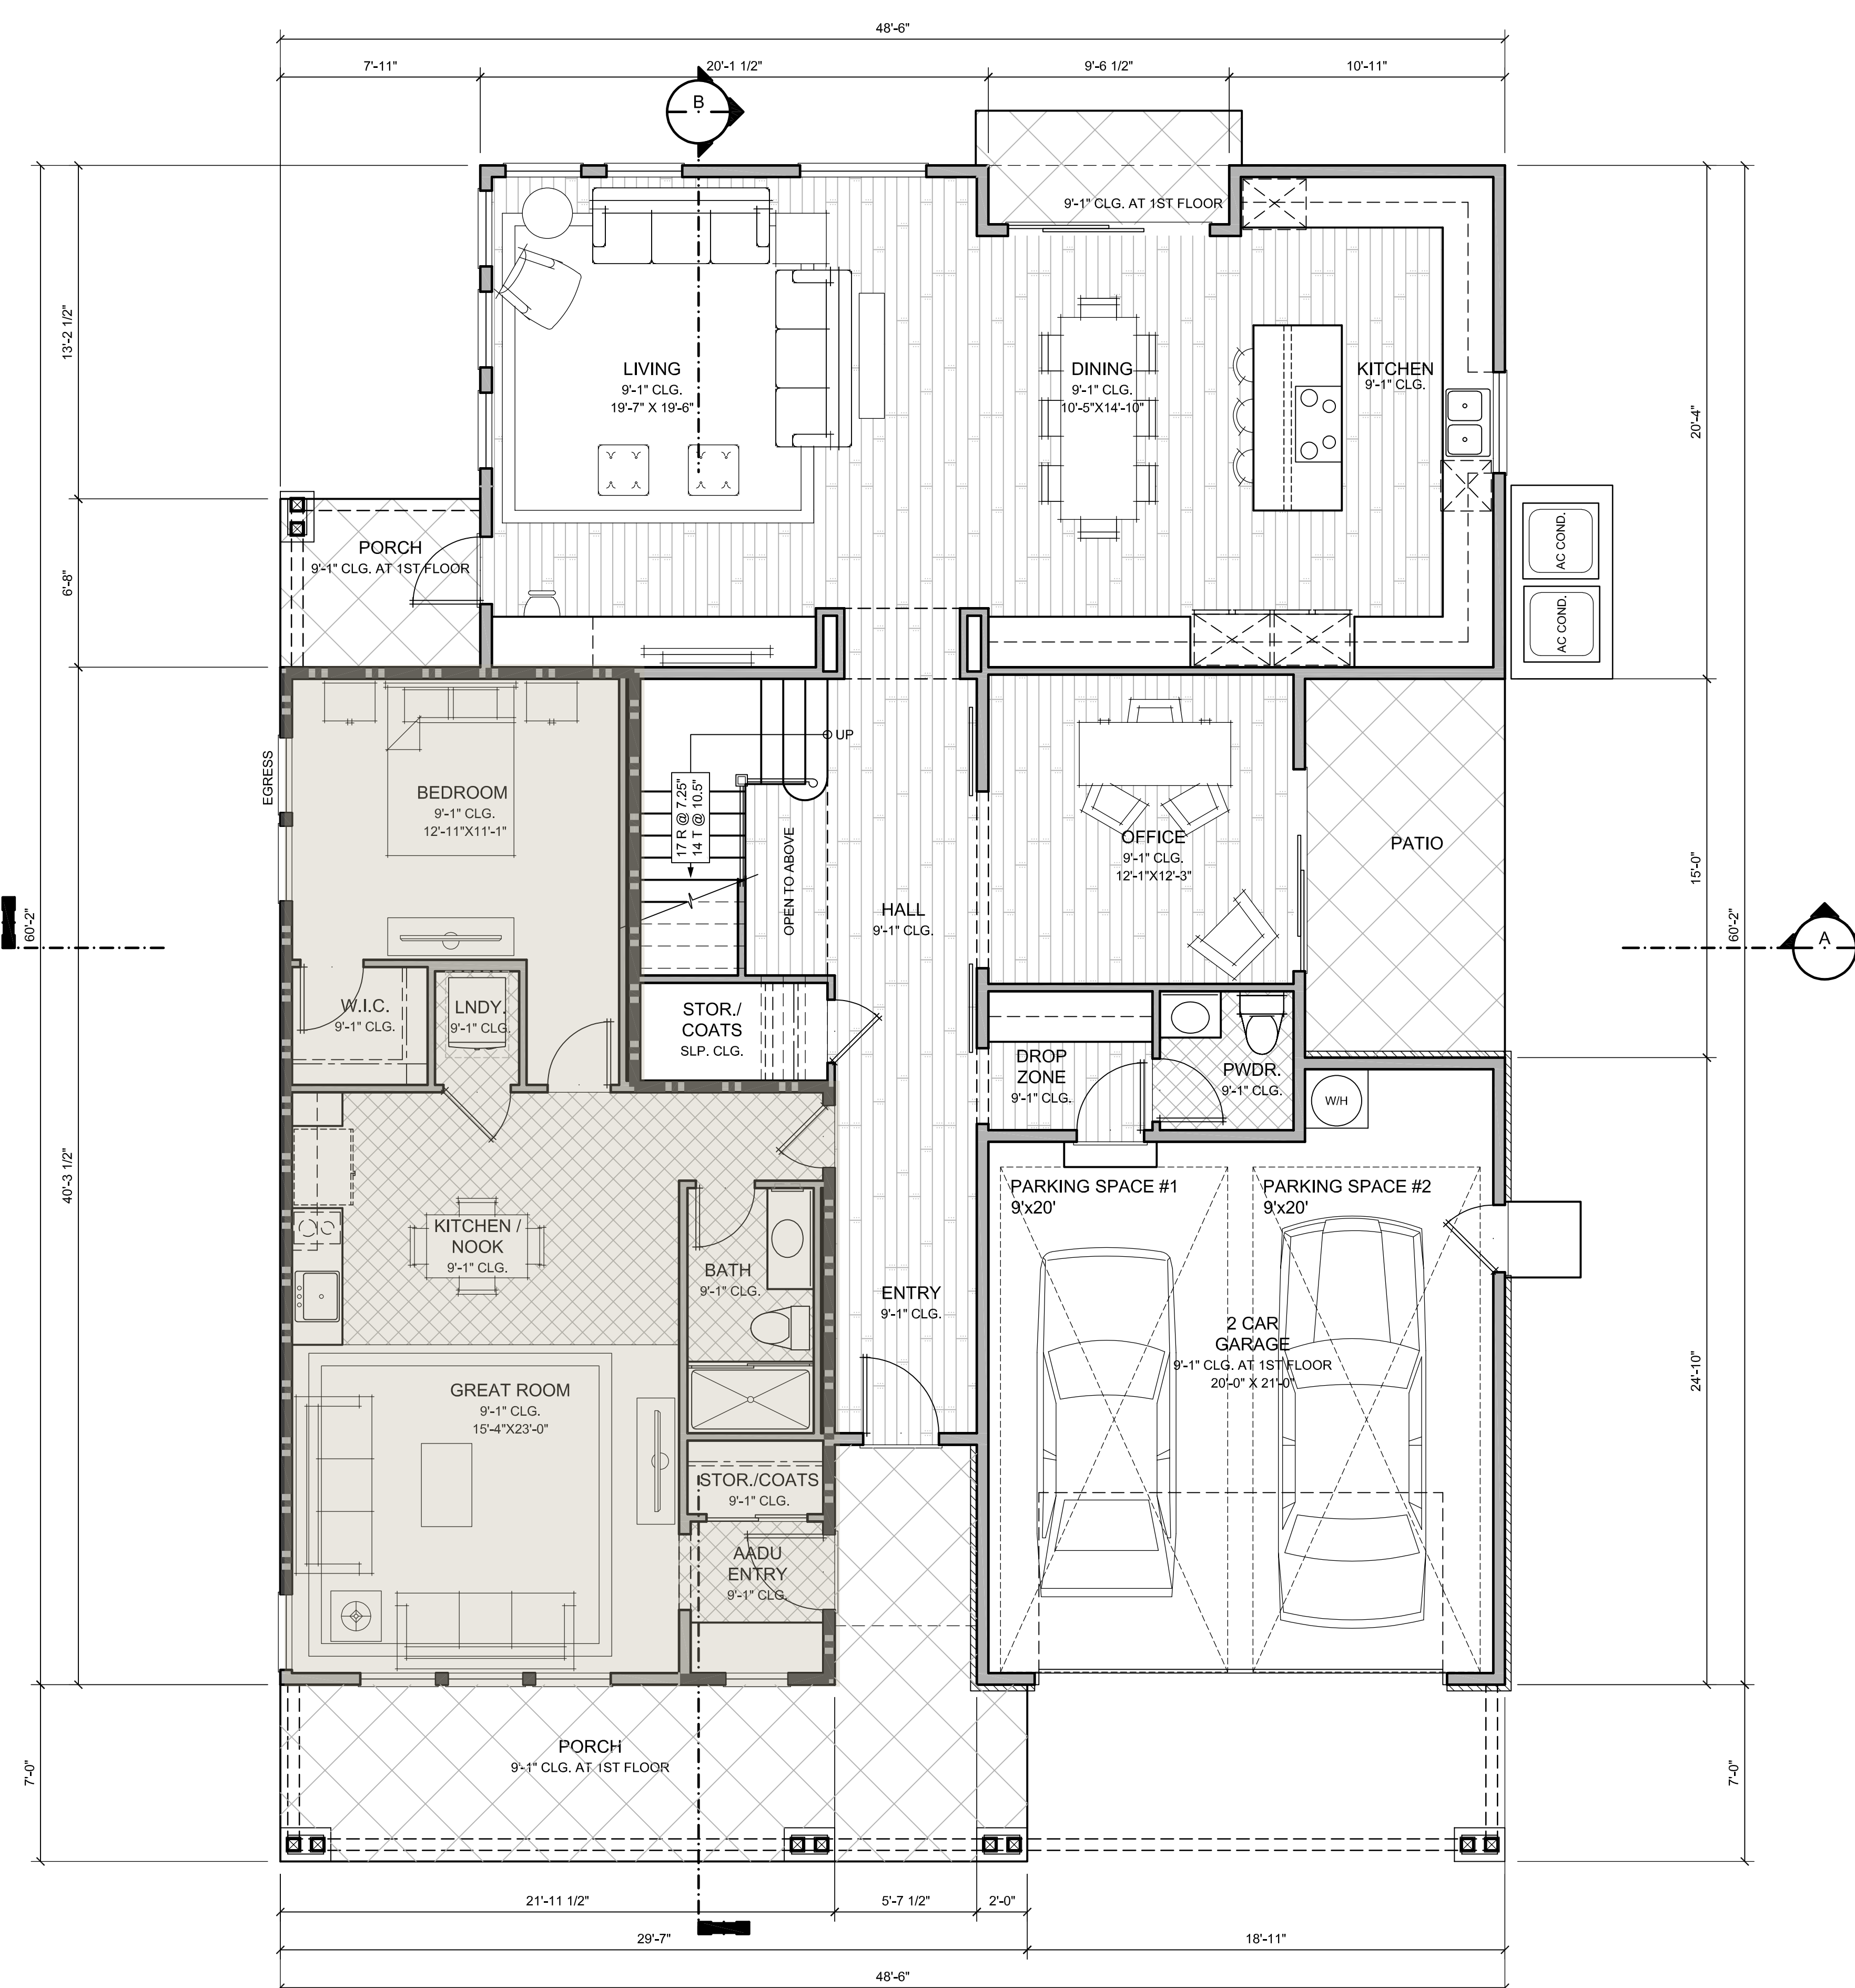 48'-6"
7'-11"
20'-1 1/2"
9'-6 1/2"
10'-11"
B
9'-1" CLG. AT 1ST FLOOR
13'-2 1/2"
LIVING
9'-1" CLG.
19'-7" X 19'-6"
DINING
9'-1" CLG.
10'-5"X14'-10"
KITCHEN
9'-1" CLG.
20'-4"
AC COND.
AC COND.
PORCH
9'-1" CLG. AT 1ST FLOOR
6'-8"
UP
17 R @ 7.25"
14 T @ 10.5"
EGRESS
BEDROOM
9'-1" CLG.
12'-11"X11'-1"
OPEN TO ABOVE
OFFICE
9'-1" CLG.
12'-1"X12'-3"
PATIO
15'-0"
HALL
9'-1" CLG.
60'-2"
60'-2"
A
W.I.C.
9'-1" CLG.
LNDY.
9'-1" CLG.
STOR./
COATS
SLP. CLG.
DROP
ZONE
9'-1" CLG.
PWDR.
9'-1" CLG.
W/H
40'-3 1/2"
PARKING SPACE #1
9'x20'
PARKING SPACE #2
9'x20'
KITCHEN /
NOOK
9'-1" CLG.
BATH
9'-1" CLG.
ENTRY
9'-1" CLG.
2 CAR
GARAGE
9'-1" CLG. AT 1ST FLOOR
20'-0" X 21'-0"
24'-10"
GREAT ROOM
9'-1" CLG.
15'-4"X23'-0"
STOR./COATS
9'-1" CLG.
AADU
ENTRY
9'-1" CLG.
PORCH
9'-1" CLG. AT 1ST FLOOR
7'-0"
7'-0"
21'-11 1/2"
5'-7 1/2"
2'-0"
29'-7"
18'-11"
48'-6"